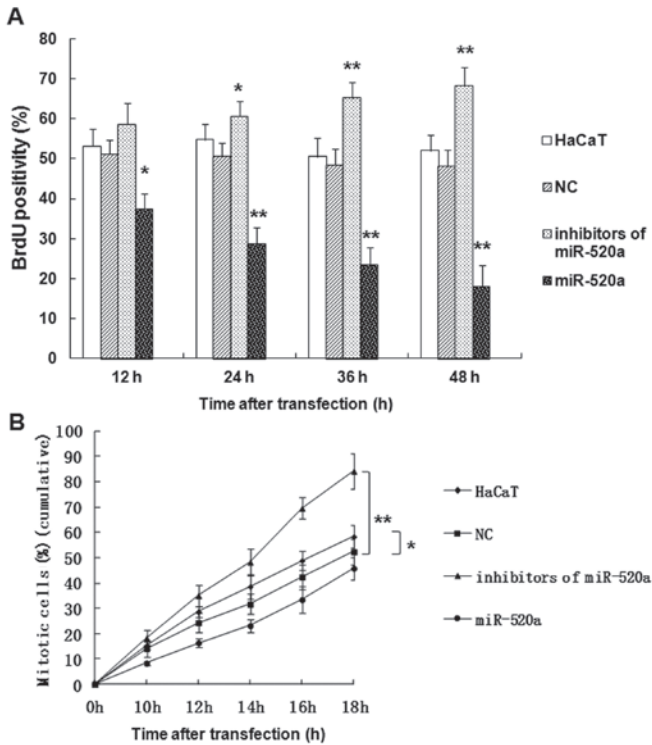 A
BrdU positivity (%)
80
70
60
50
40
30
20
10
0
*
*
**
**
**
**
**
12 h
24 h
36 h
48 h
Time after transfection (h)
HaCaT
NC
inhibitors of
miR-520a
miR-520a
B
Mitotic cells (%) (cumulative)
100
90
80
70
60
50
40
30
20
10
0
0h
10h
12h
14h
16h
18h
Time after transfection (h)
**
*
HaCaT
NC
inhibitors of miR-520a
miR-520a